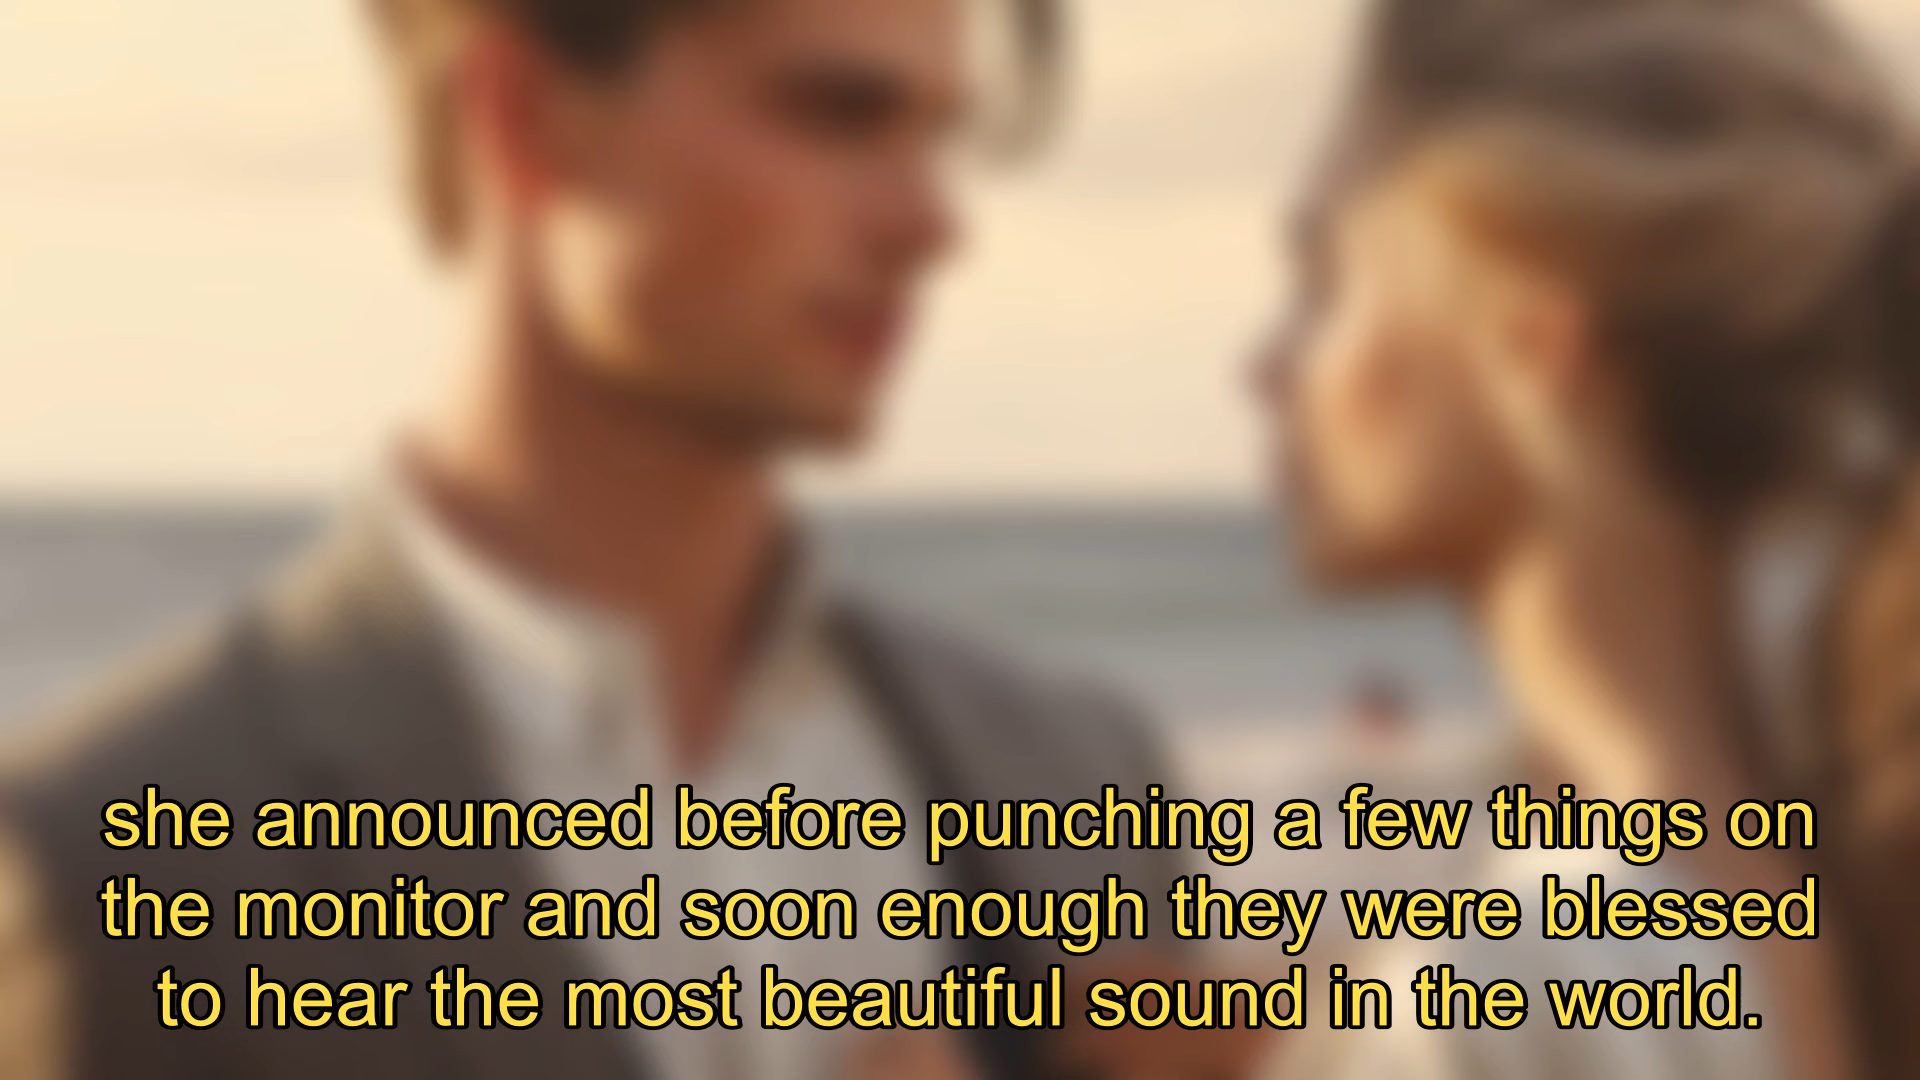 she announced before punching a few things on
the monitor and soon enough they were blessed
to hear the most beautiful sound in the world.